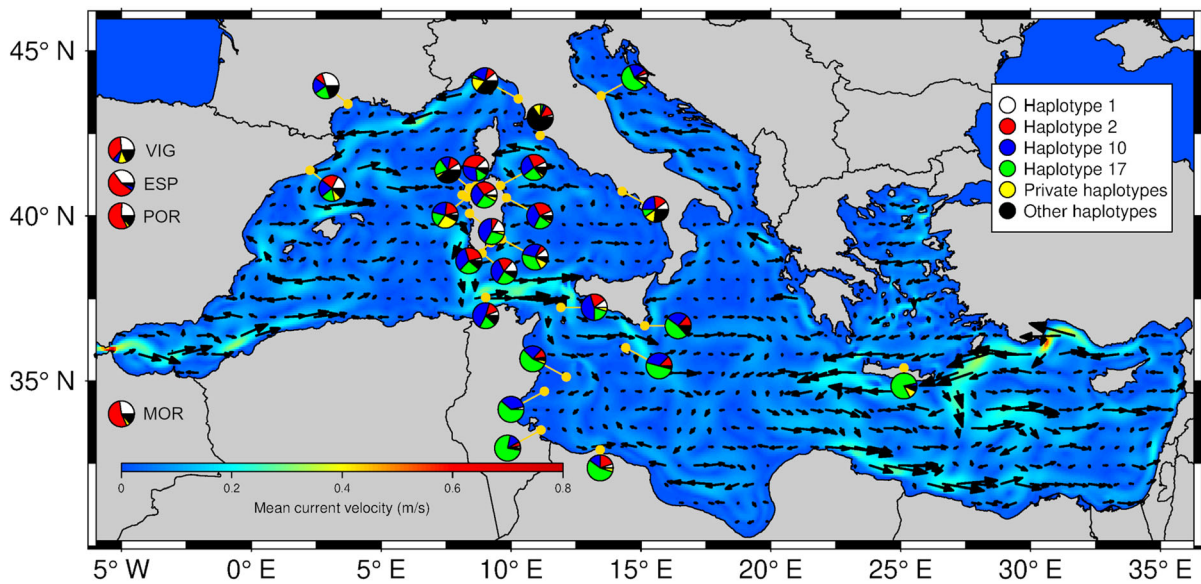 45° N
40° N
35° N
VIG
ESP
POR
MOR
Haplotype 1
Haplotype 2
Haplotype 10
Haplotype 17
Private haplotypes
Other haplotypes
0 0.2 0.4 0.6 0.8
Mean current velocity (m/s)
5° W 0° E 5° E 10° E 15° E 20° E 25° E 30° E 35° E